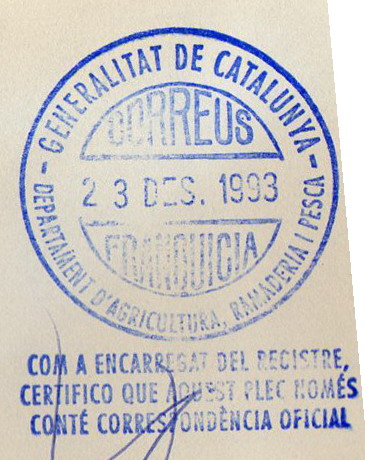 - GENERALITAT DE CATALUNYA -
CORREUS
2 3 DES. 1993
FRANQUICIA
DEPARTAMENT D'AGRICULTURA, RAMADERIA I PESCA
COM A ENCARREGAT DEL REGISTRE,
CERTIFICO QUE AQUEST PLEC NOMÉS
CONTÉ CORRESPONDÈNCIA OFICIAL